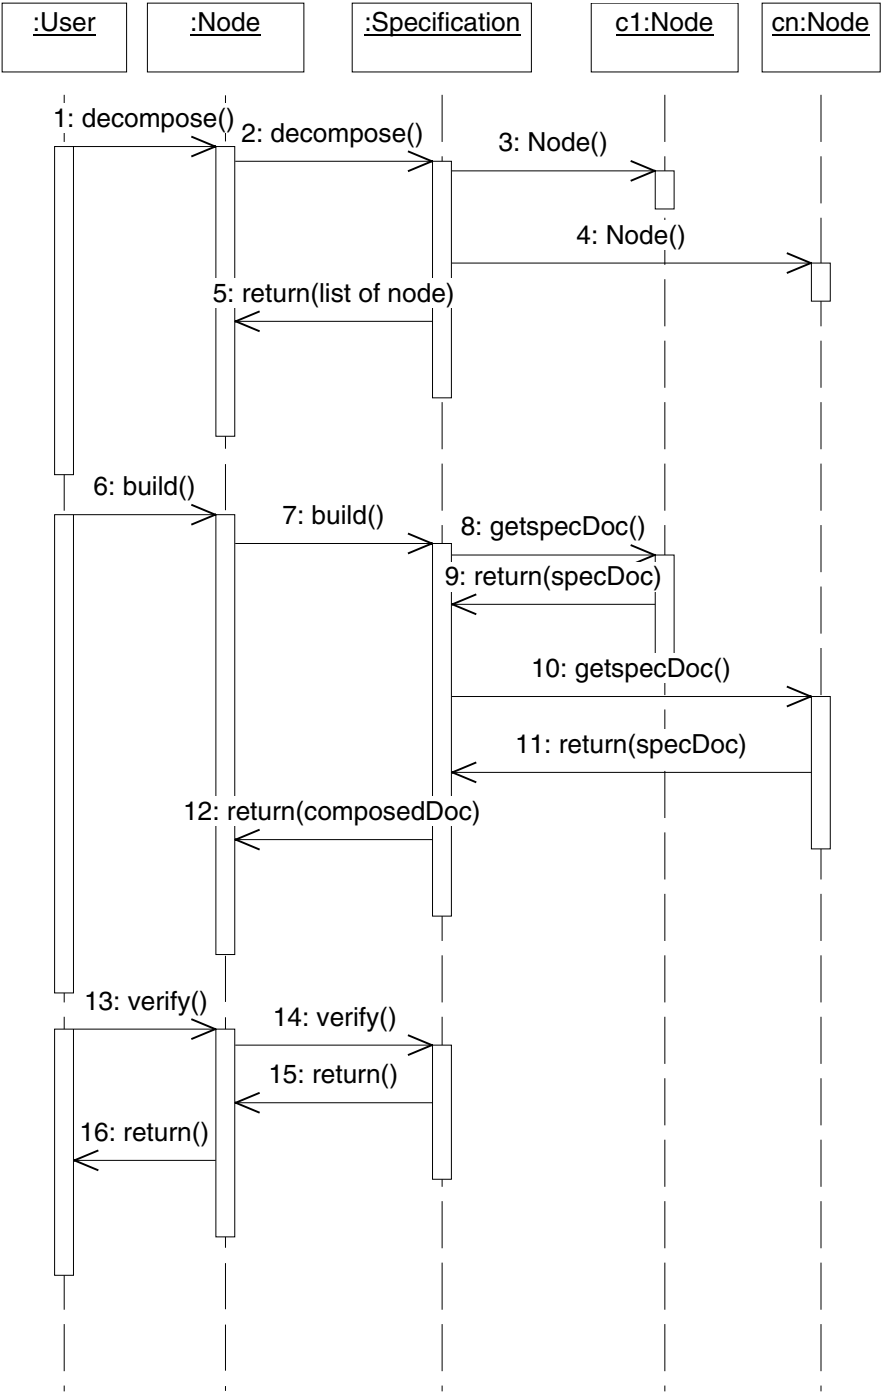 :User
:Node
:Specification
c1:Node
cn:Node
1: decompose()
2: decompose()
3: Node()
4: Node()
5: return(list of node)
6: build()
7: build()
8: getspecDoc()
9: return(specDoc)
10: getspecDoc()
11: return(specDoc)
12: return(composedDoc)
13: verify()
14: verify()
15: return()
16: return()